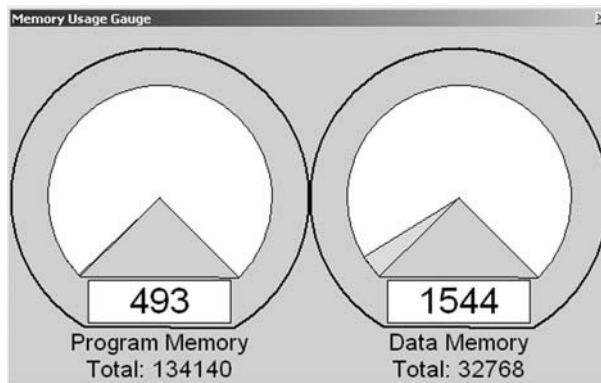 Memory Usage Gauge
493
1544
Program Memory
Total: 134140
Data Memory
Total: 32768